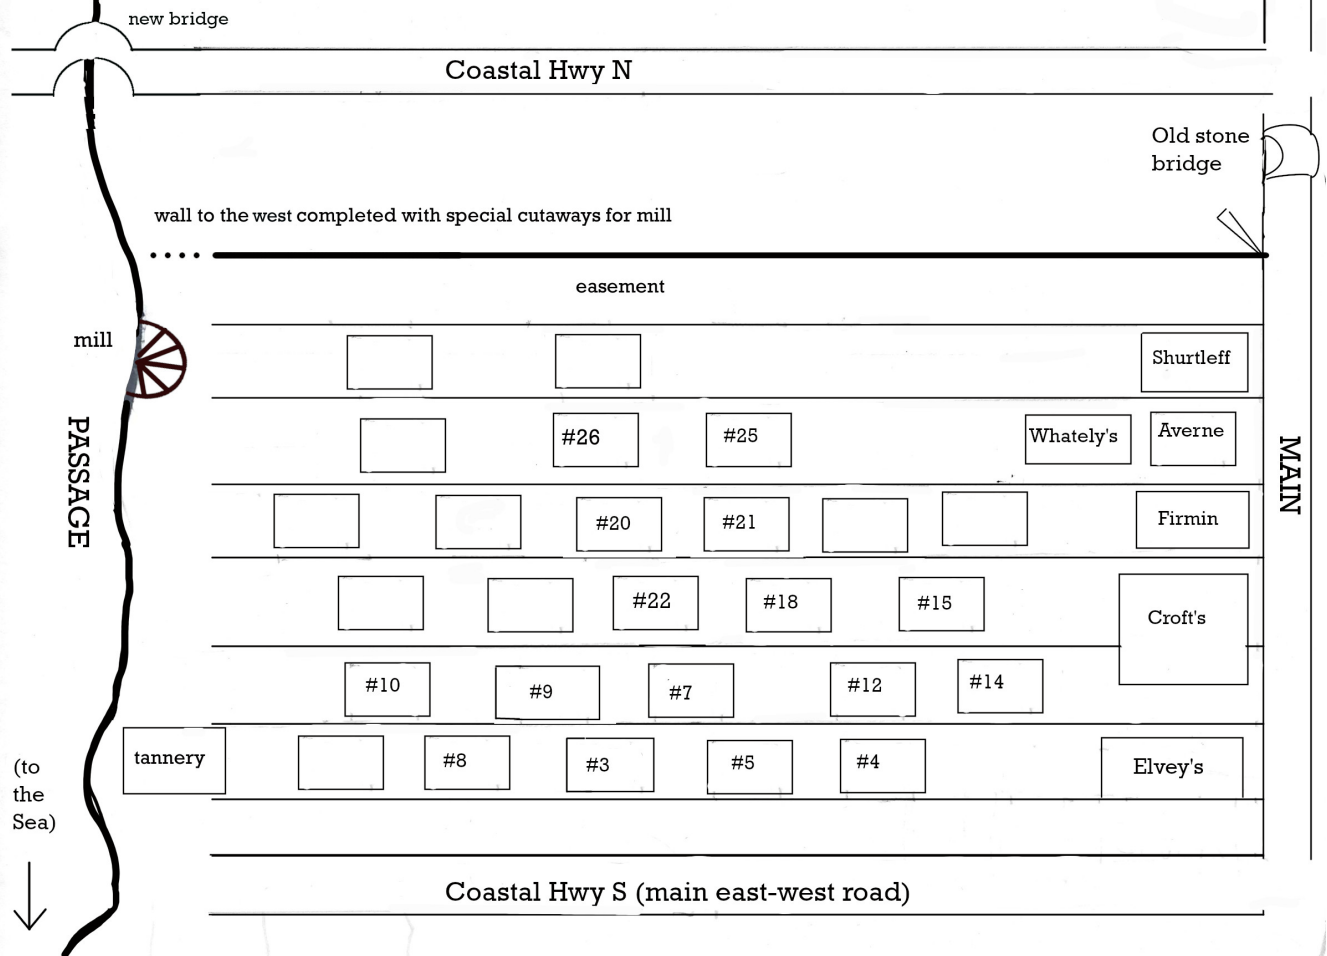 new bridge
Coastal Hwy N
Old stone
bridge
wall to the west completed with special cutaways for mill
easement
mill
Shurtleff
#26
#25
Whately's
Averne
PASSAGE
MAIN
#20
#21
Firmin
#22
#18
#15
Croft's
#10
#9
#7
#12
#14
tannery
#8
#3
#5
#4
Elvey's
(to
the
Sea)
Coastal Hwy S (main east-west road)